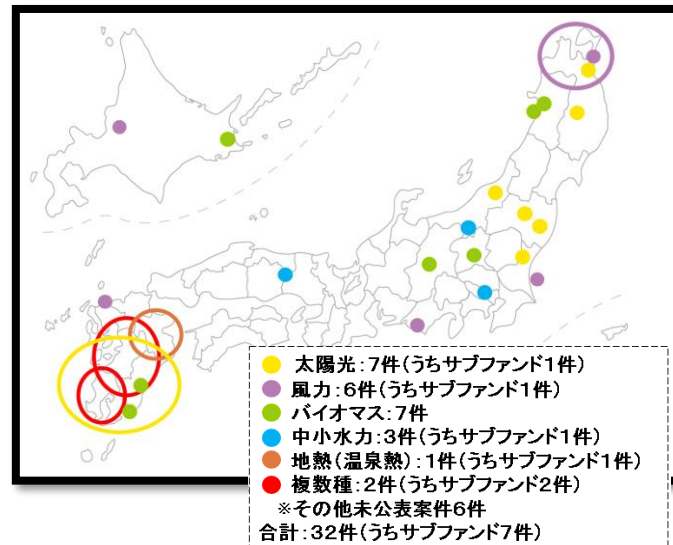 太陽光:7件(うちサブファンド1件)
風力:6件(うちサブファンド1件)
バイオマス:7件
中小水力:3件(うちサブファンド1件)
地熱(温泉熱):1件(うちサブファンド1件)
複数種:2件(うちサブファンド2件)
※その他未公表案件6件
合計:32件(うちサブファンド7件)